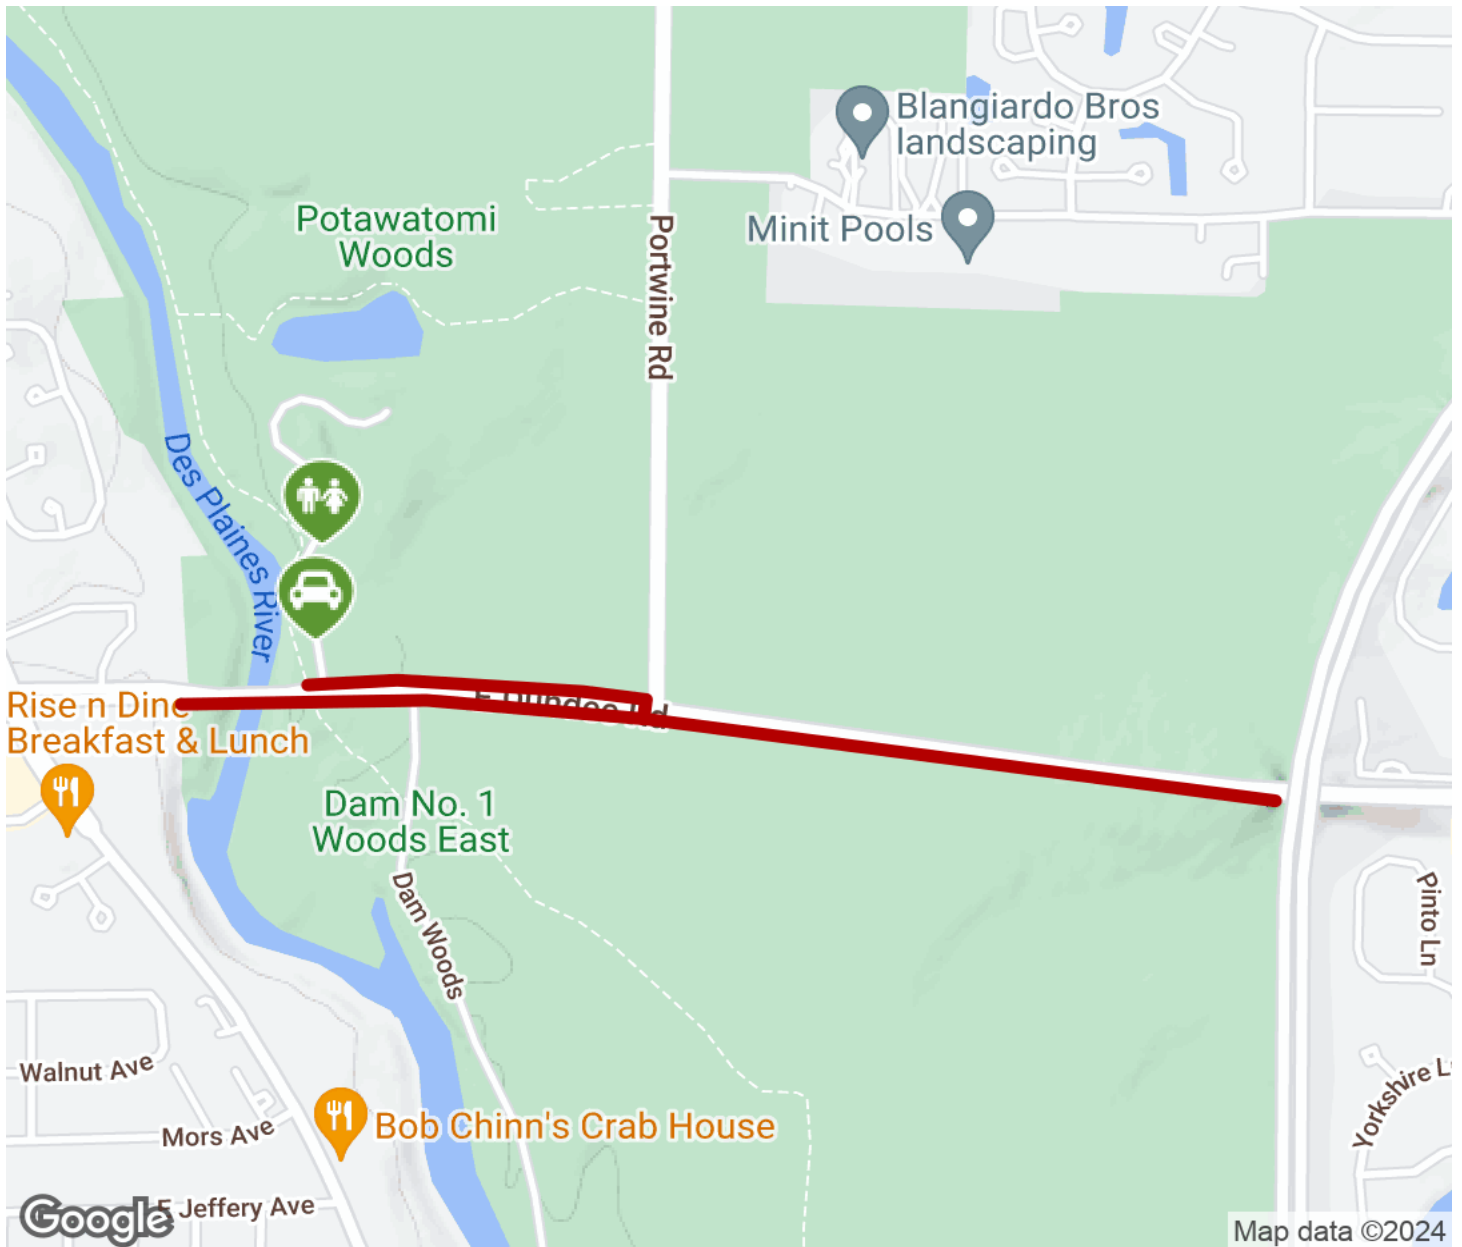 Blangiardo Bros
landscaping
Potawatomi
Woods
Minit Pools
Portwine Rd
Des Plaines River
Rise n Dine
Breakfast & Lunch
E Dundee Rd
Dam No. 1
Woods East
Dam Woods
Pinto Ln
Walnut Ave
Yorkshire L
Mors Ave
Bob Chinn's Crab House
E Jeffery Ave
Google
Map data ©2024